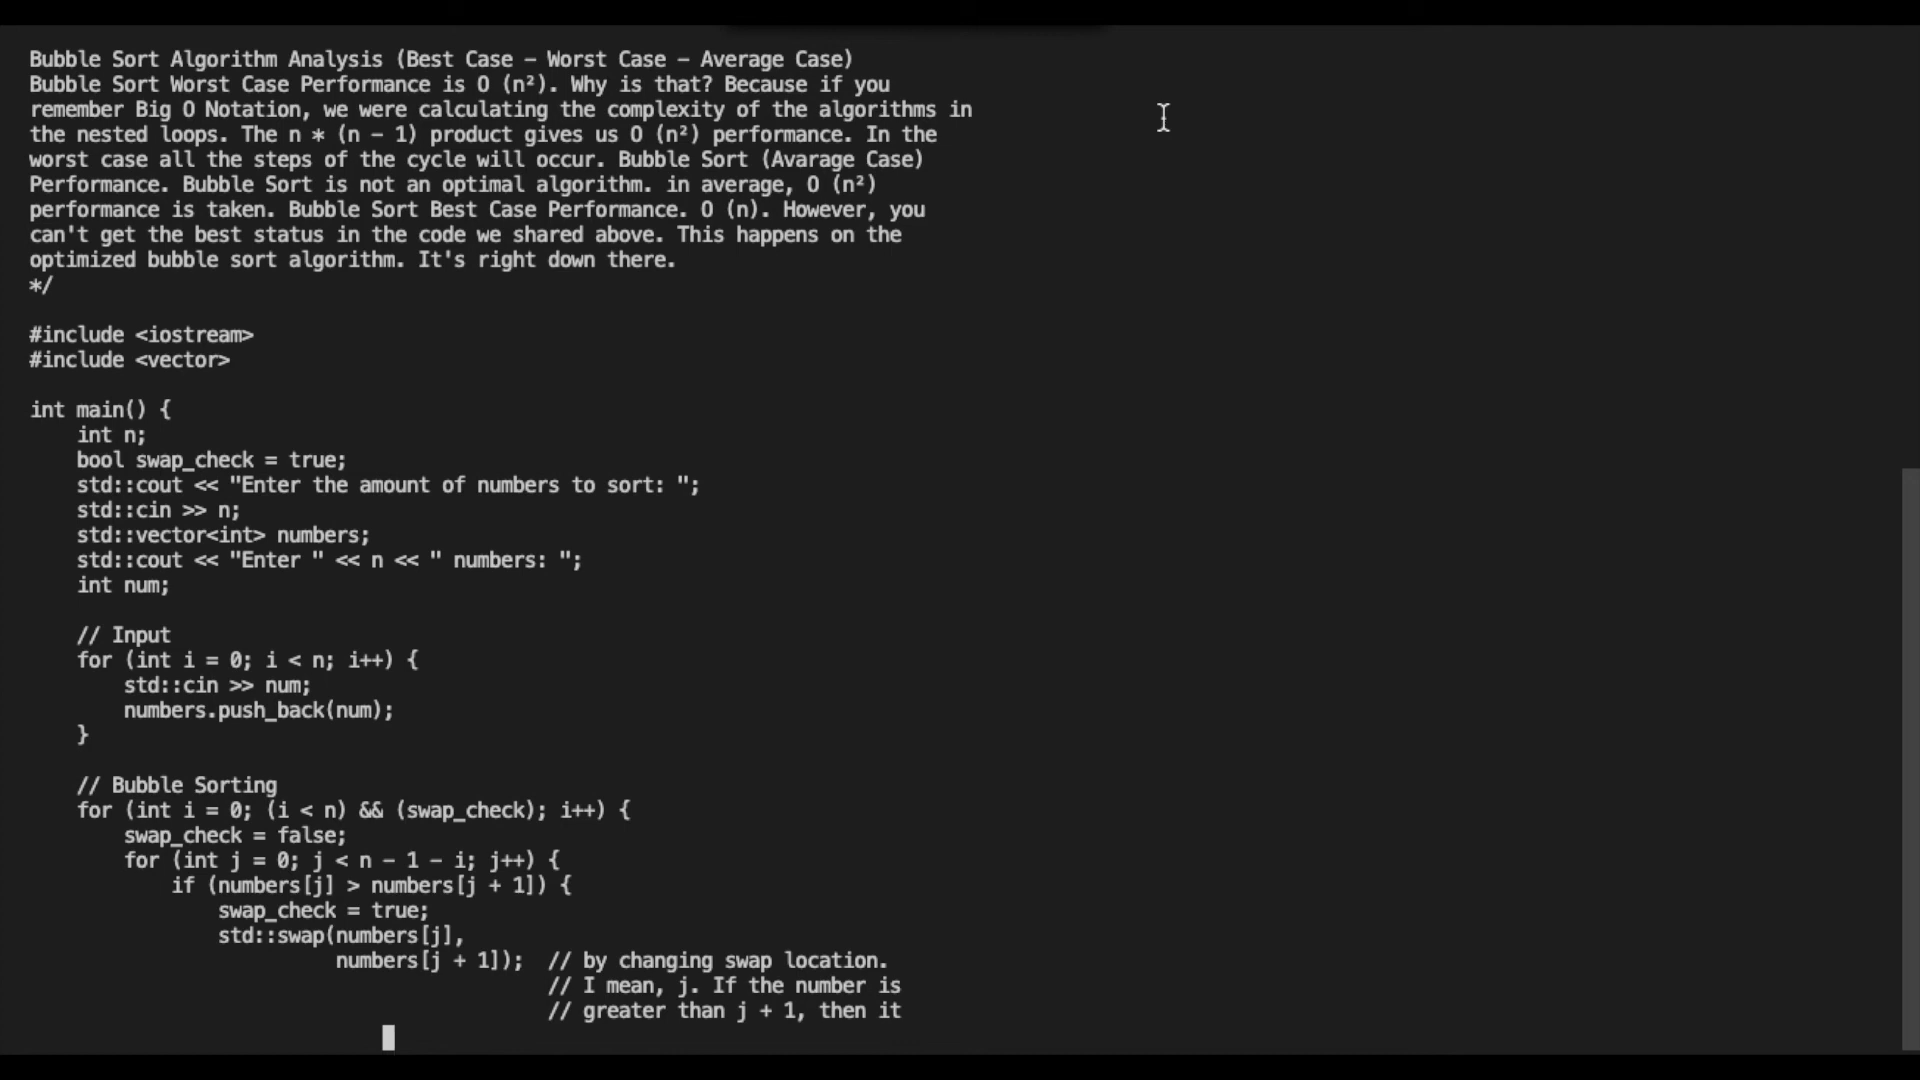 Bubble Sort Algorithm Analysis (Best Case - Worst Case - Average Case)
Bubble Sort Worst Case Performance is O (n²). Why is that? Because if you
remember Big O Notation, we were calculating the complexity of the algorithms in
the nested loops. The n * (n - 1) product gives us O (n²) performance. In the
worst case all the steps of the cycle will occur. Bubble Sort (Avarage Case)
Performance. Bubble Sort is not an optimal algorithm. in average, O (n²)
performance is taken. Bubble Sort Best Case Performance. O (n). However, you
can't get the best status in the code we shared above. This happens on the
optimized bubble sort algorithm. It's right down there.
*/
#include <iostream>
#include <vector>
int main() {
    int n;
    bool swap_check = true;
    std::cout << "Enter the amount of numbers to sort: ";
    std::cin >> n;
    std::vector<int> numbers;
    std::cout << "Enter " << n << " numbers: ";
    int num;
    // Input
    for (int i = 0; i < n; i++) {
        std::cin >> num;
        numbers.push_back(num);
    }
    // Bubble Sorting
    for (int i = 0; (i < n) && (swap_check); i++) {
        swap_check = false;
        for (int j = 0; j < n - 1 - i; j++) {
            if (numbers[j] > numbers[j + 1]) {
                swap_check = true;
                std::swap(numbers[j],
                          numbers[j + 1]);  // by changing swap location.
                                            // I mean, j. If the number is
                                            // greater than j + 1, then it